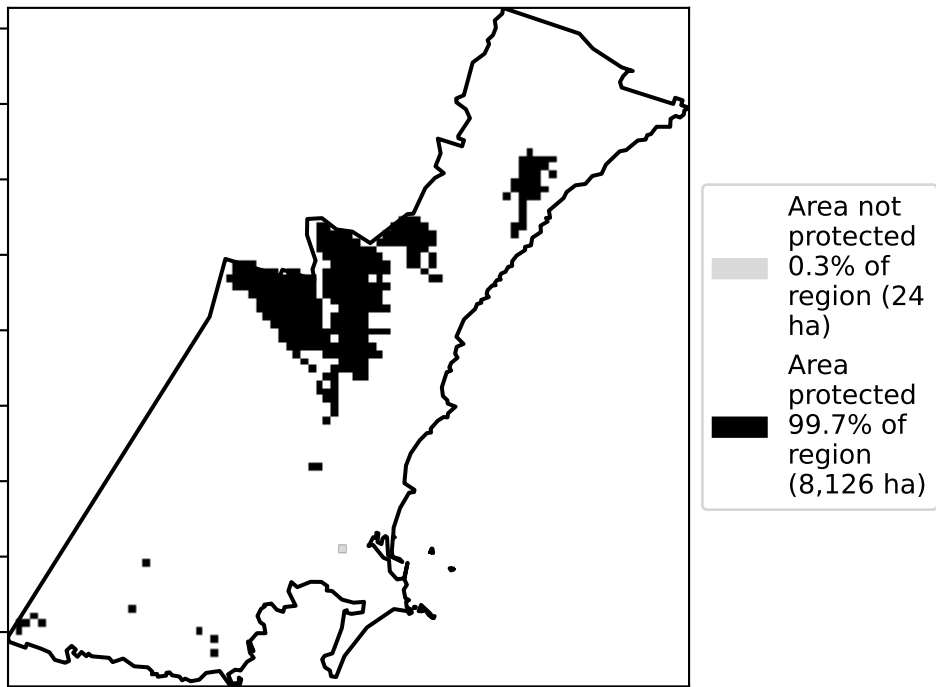 Area not
protected
0.3% of
region (24
ha)
Area
protected
99.7% of
region
(8,126 ha)